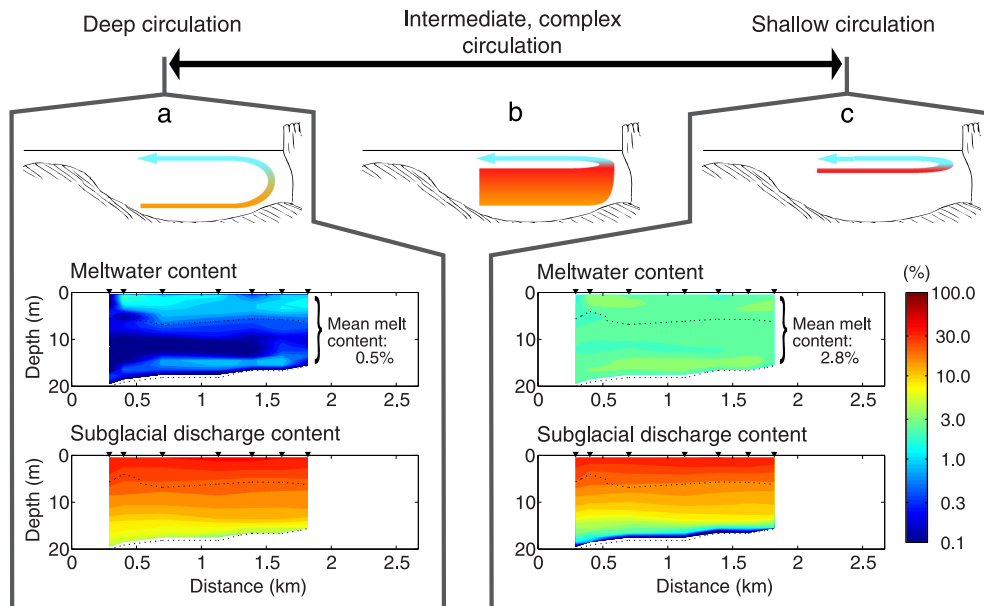 Deep circulation
Intermediate, complex
circulation
Shallow circulation
a
b
c
Meltwater content
Depth (m)
0
10
20
0
0.5
1
1.5
2
2.5
Mean melt
content:
0.5%
Subglacial discharge content
Depth (m)
0
10
20
0
0.5
1
1.5
2
2.5
Distance (km)
Meltwater content
Depth (m)
0
10
20
0
0.5
1
1.5
2
2.5
Mean melt
content:
2.8%
Subglacial discharge content
Depth (m)
0
10
20
0
0.5
1
1.5
2
2.5
Distance (km)
(%)
100.0
30.0
10.0
3.0
1.0
0.3
0.1